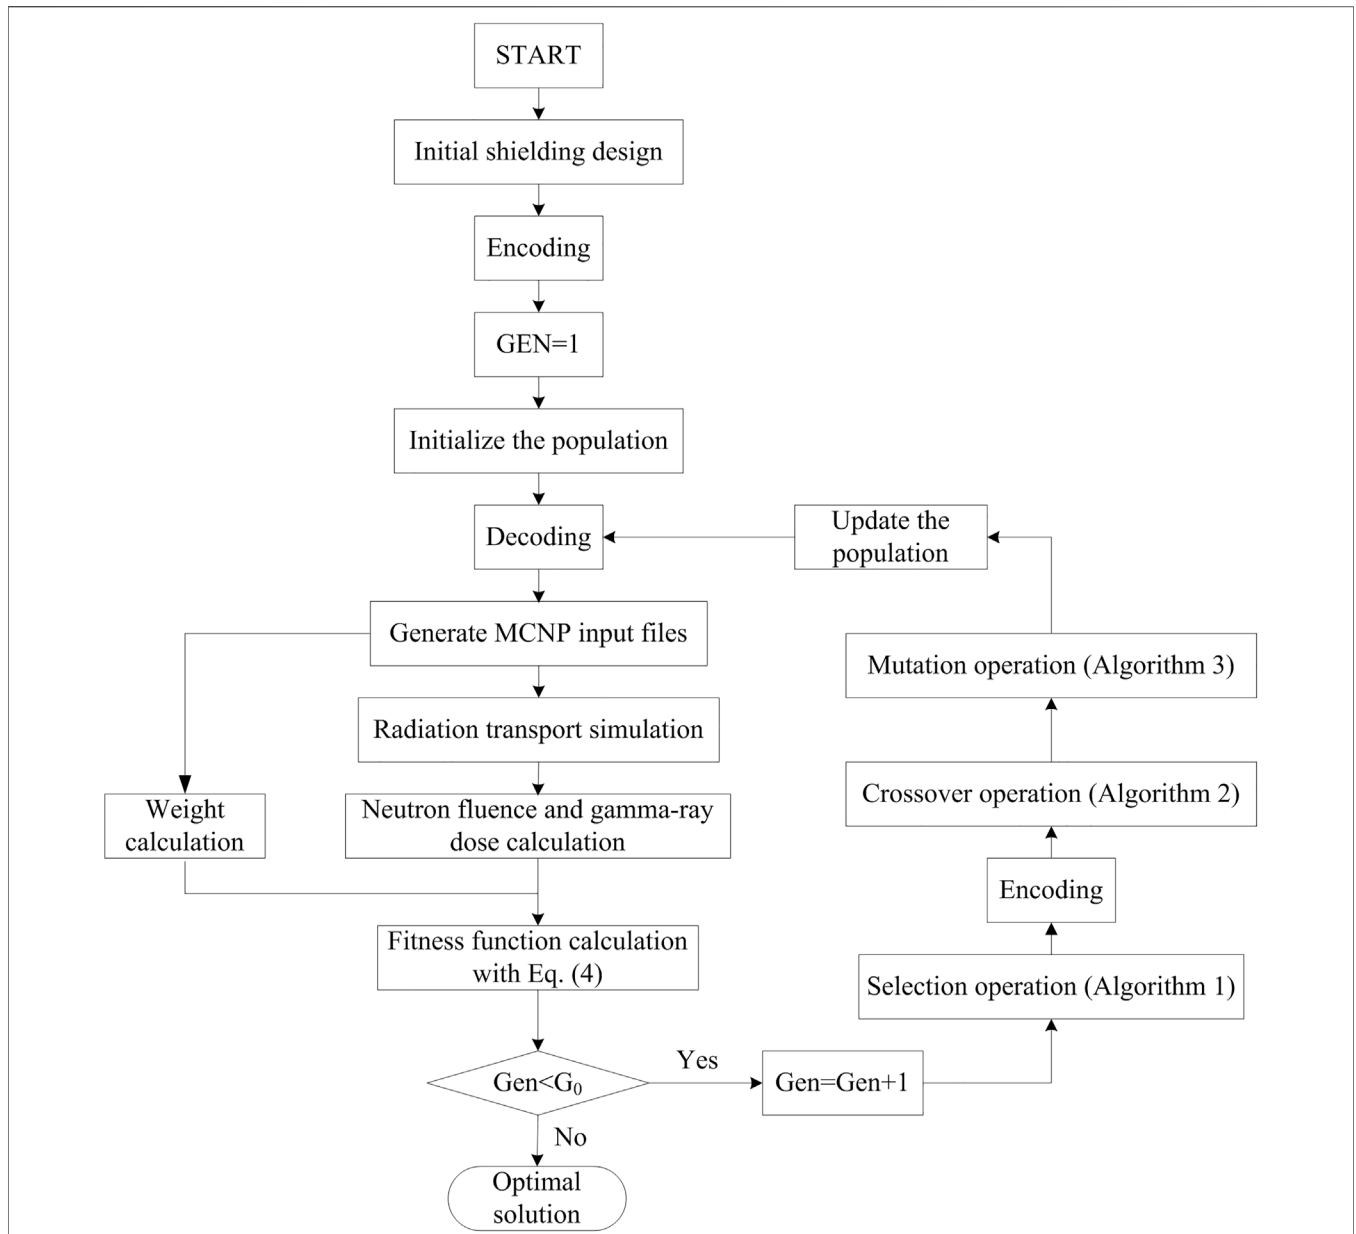 START
Initial shielding design
Encoding
GEN=1
Initialize the population
Decoding
Update the
population
Generate MCNP input files
Mutation operation (Algorithm 3)
Radiation transport simulation
Crossover operation (Algorithm 2)
Weight
calculation
Neutron fluence and gamma-ray
dose calculation
Encoding
Fitness function calculation
with Eq. (4)
Selection operation (Algorithm 1)
Gen<G₀
Yes
Gen=Gen+1
No
Optimal
solution